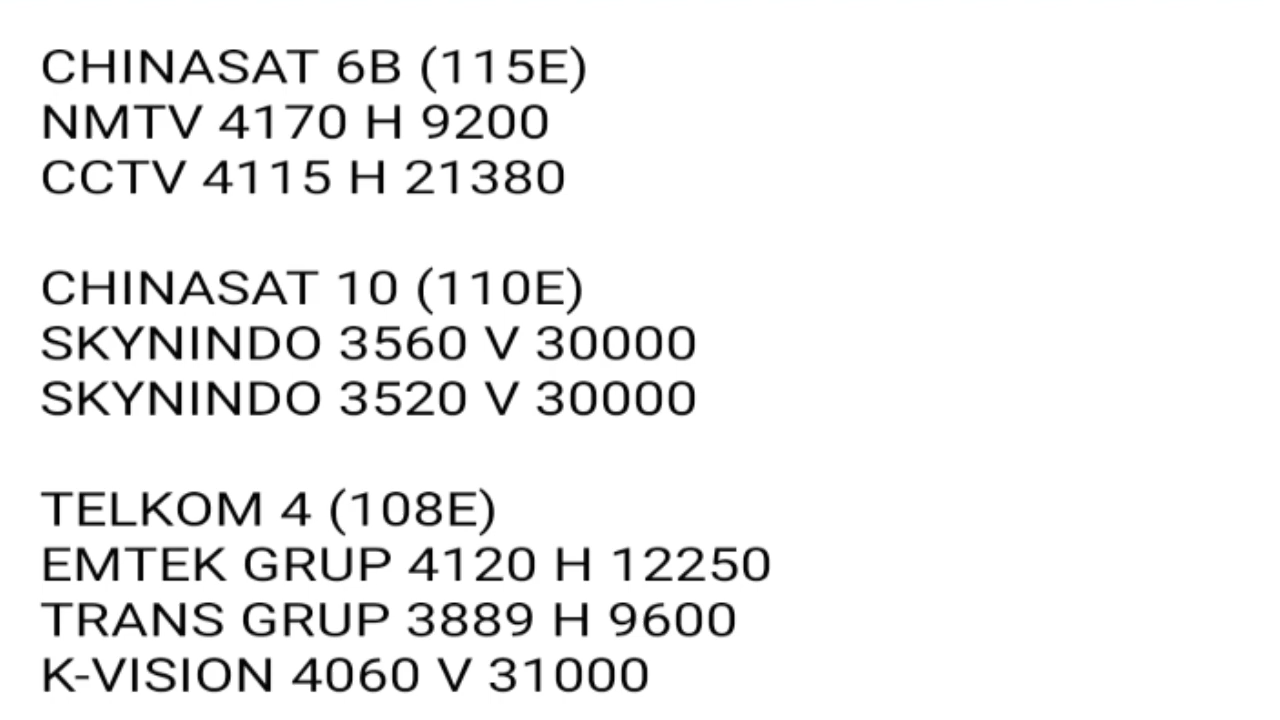 CHINASAT 6B (115E)
NMTV 4170 H 9200
CCTV 4115 H 21380
CHINASAT 10 (110E)
SKYNINDO 3560 V 30000
SKYNINDO 3520 V 30000
TELKOM 4 (108E)
EMTEK GRUP 4120 H 12250
TRANS GRUP 3889 H 9600
K-VISION 4060 V 31000